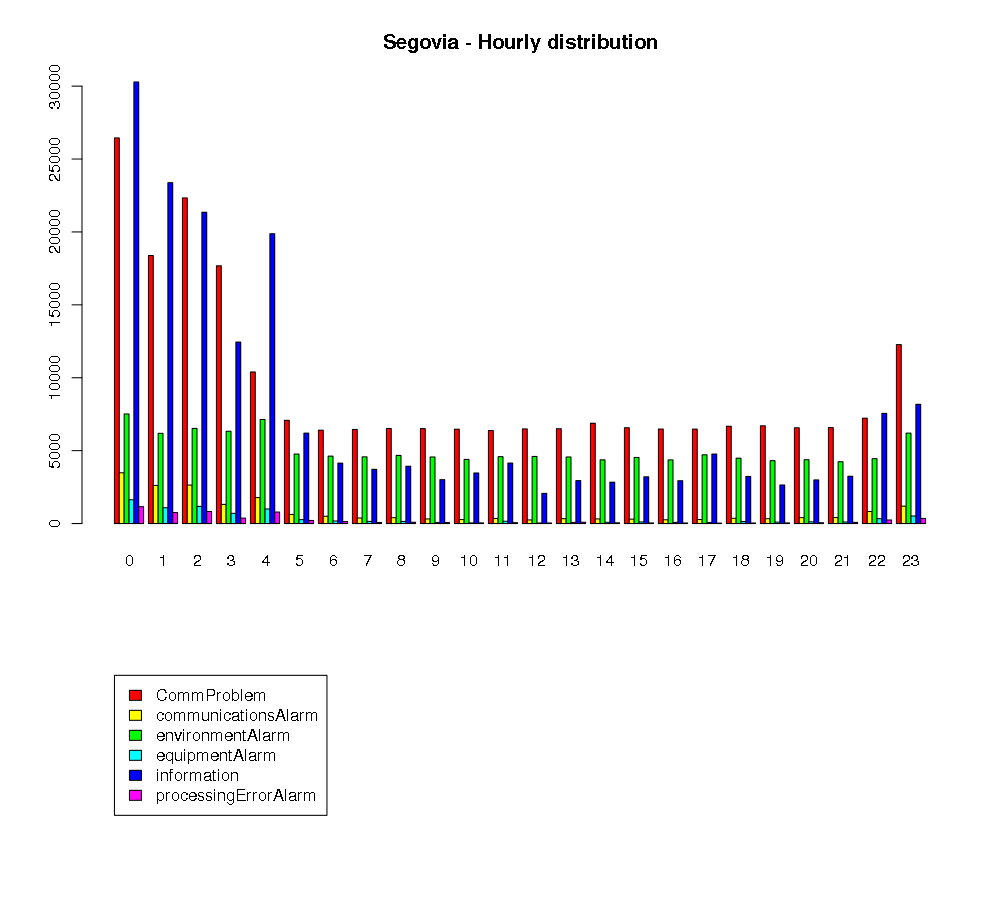 Segovia - Hourly distribution
30000
25000
20000
15000
10000
5000
0
0 1 2 3 4 5 6 7 8 9 10 11 12 13 14 15 16 17 18 19 20 21 22 23
CommProblem
communicationsAlarm
environmentAlarm
equipmentAlarm
information
processingErrorAlarm